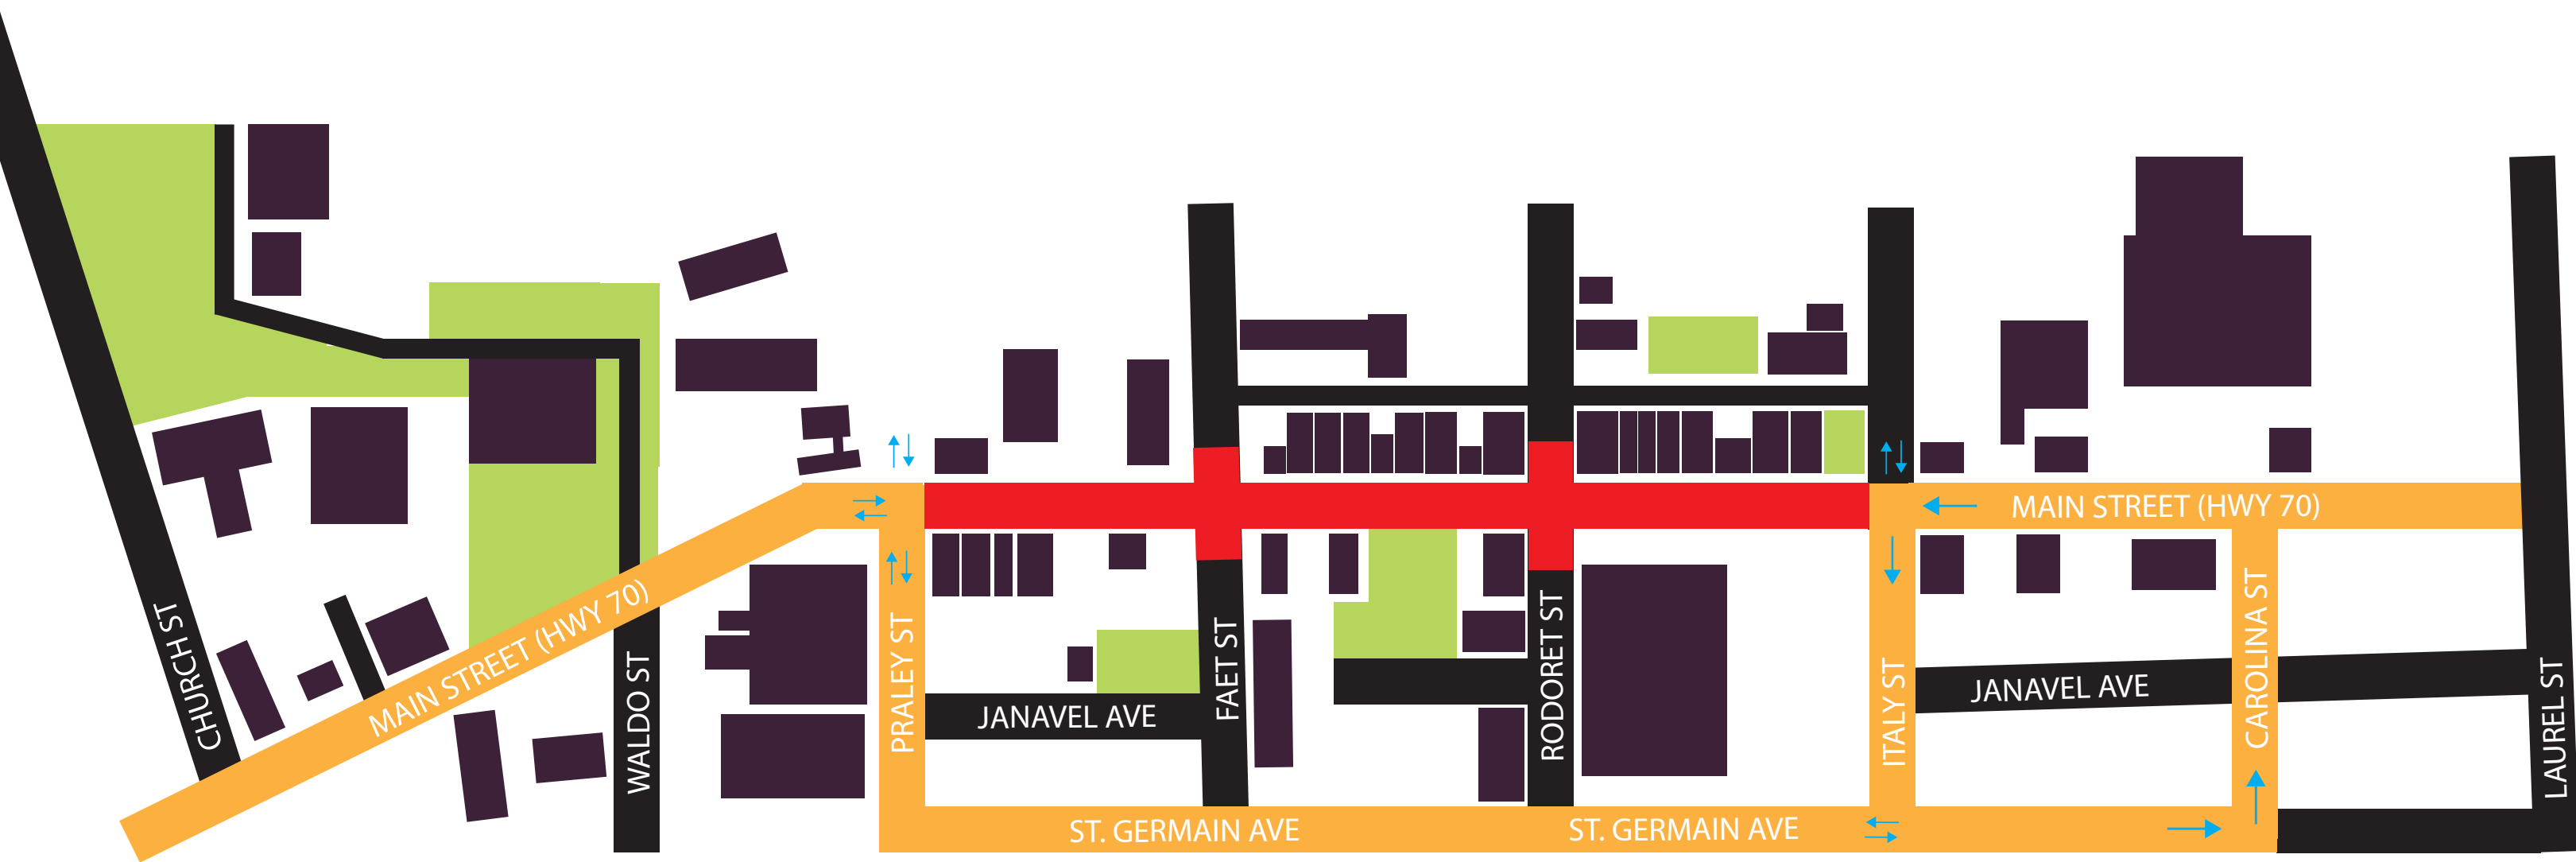 CHURCH ST
MAIN STREET (HWY 70)
WALDO ST
PRALEY ST
JANAVEL AVE
FAET ST
ST. GERMAIN AVE
RODORET ST
ST. GERMAIN AVE
ITALY ST
MAIN STREET (HWY 70)
JANAVEL AVE
CAROLINA ST
LAUREL ST